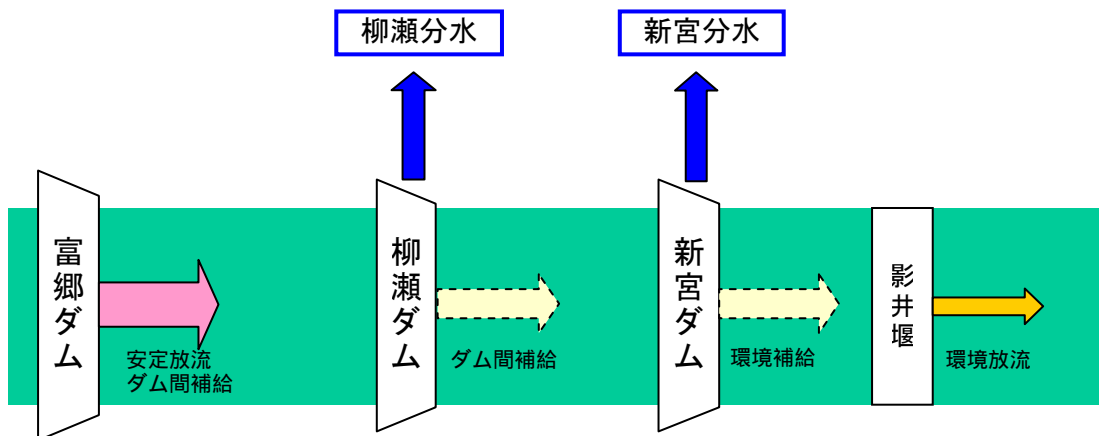 柳瀬分水
新宮分水
富郷ダム
柳瀬ダム
新宮ダム
影井堰
安定放流
ダム間補給
ダム間補給
環境補給
環境放流